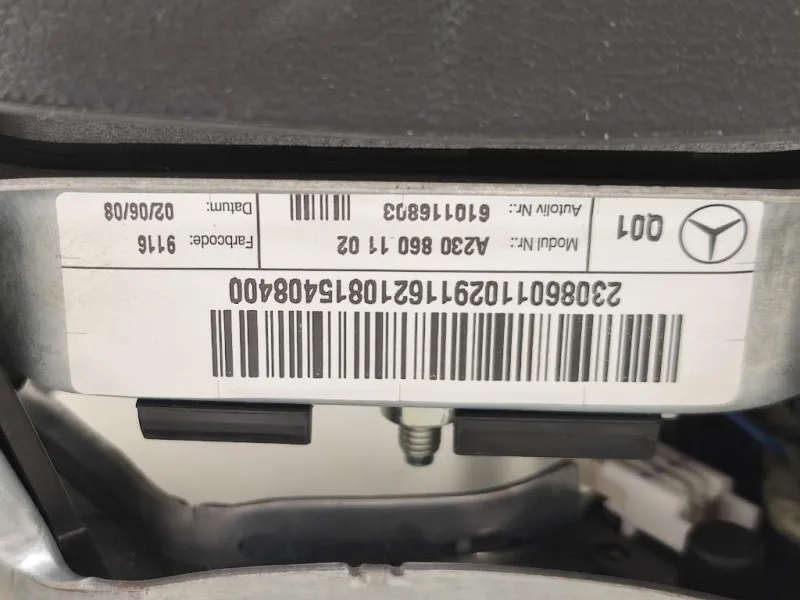 23086011029116210815408400
Q01
Modul Nr.: A230 860 11 02
Farbcode: 9116
Autoliv Nr.: 610116803
Datum: 02/06/08